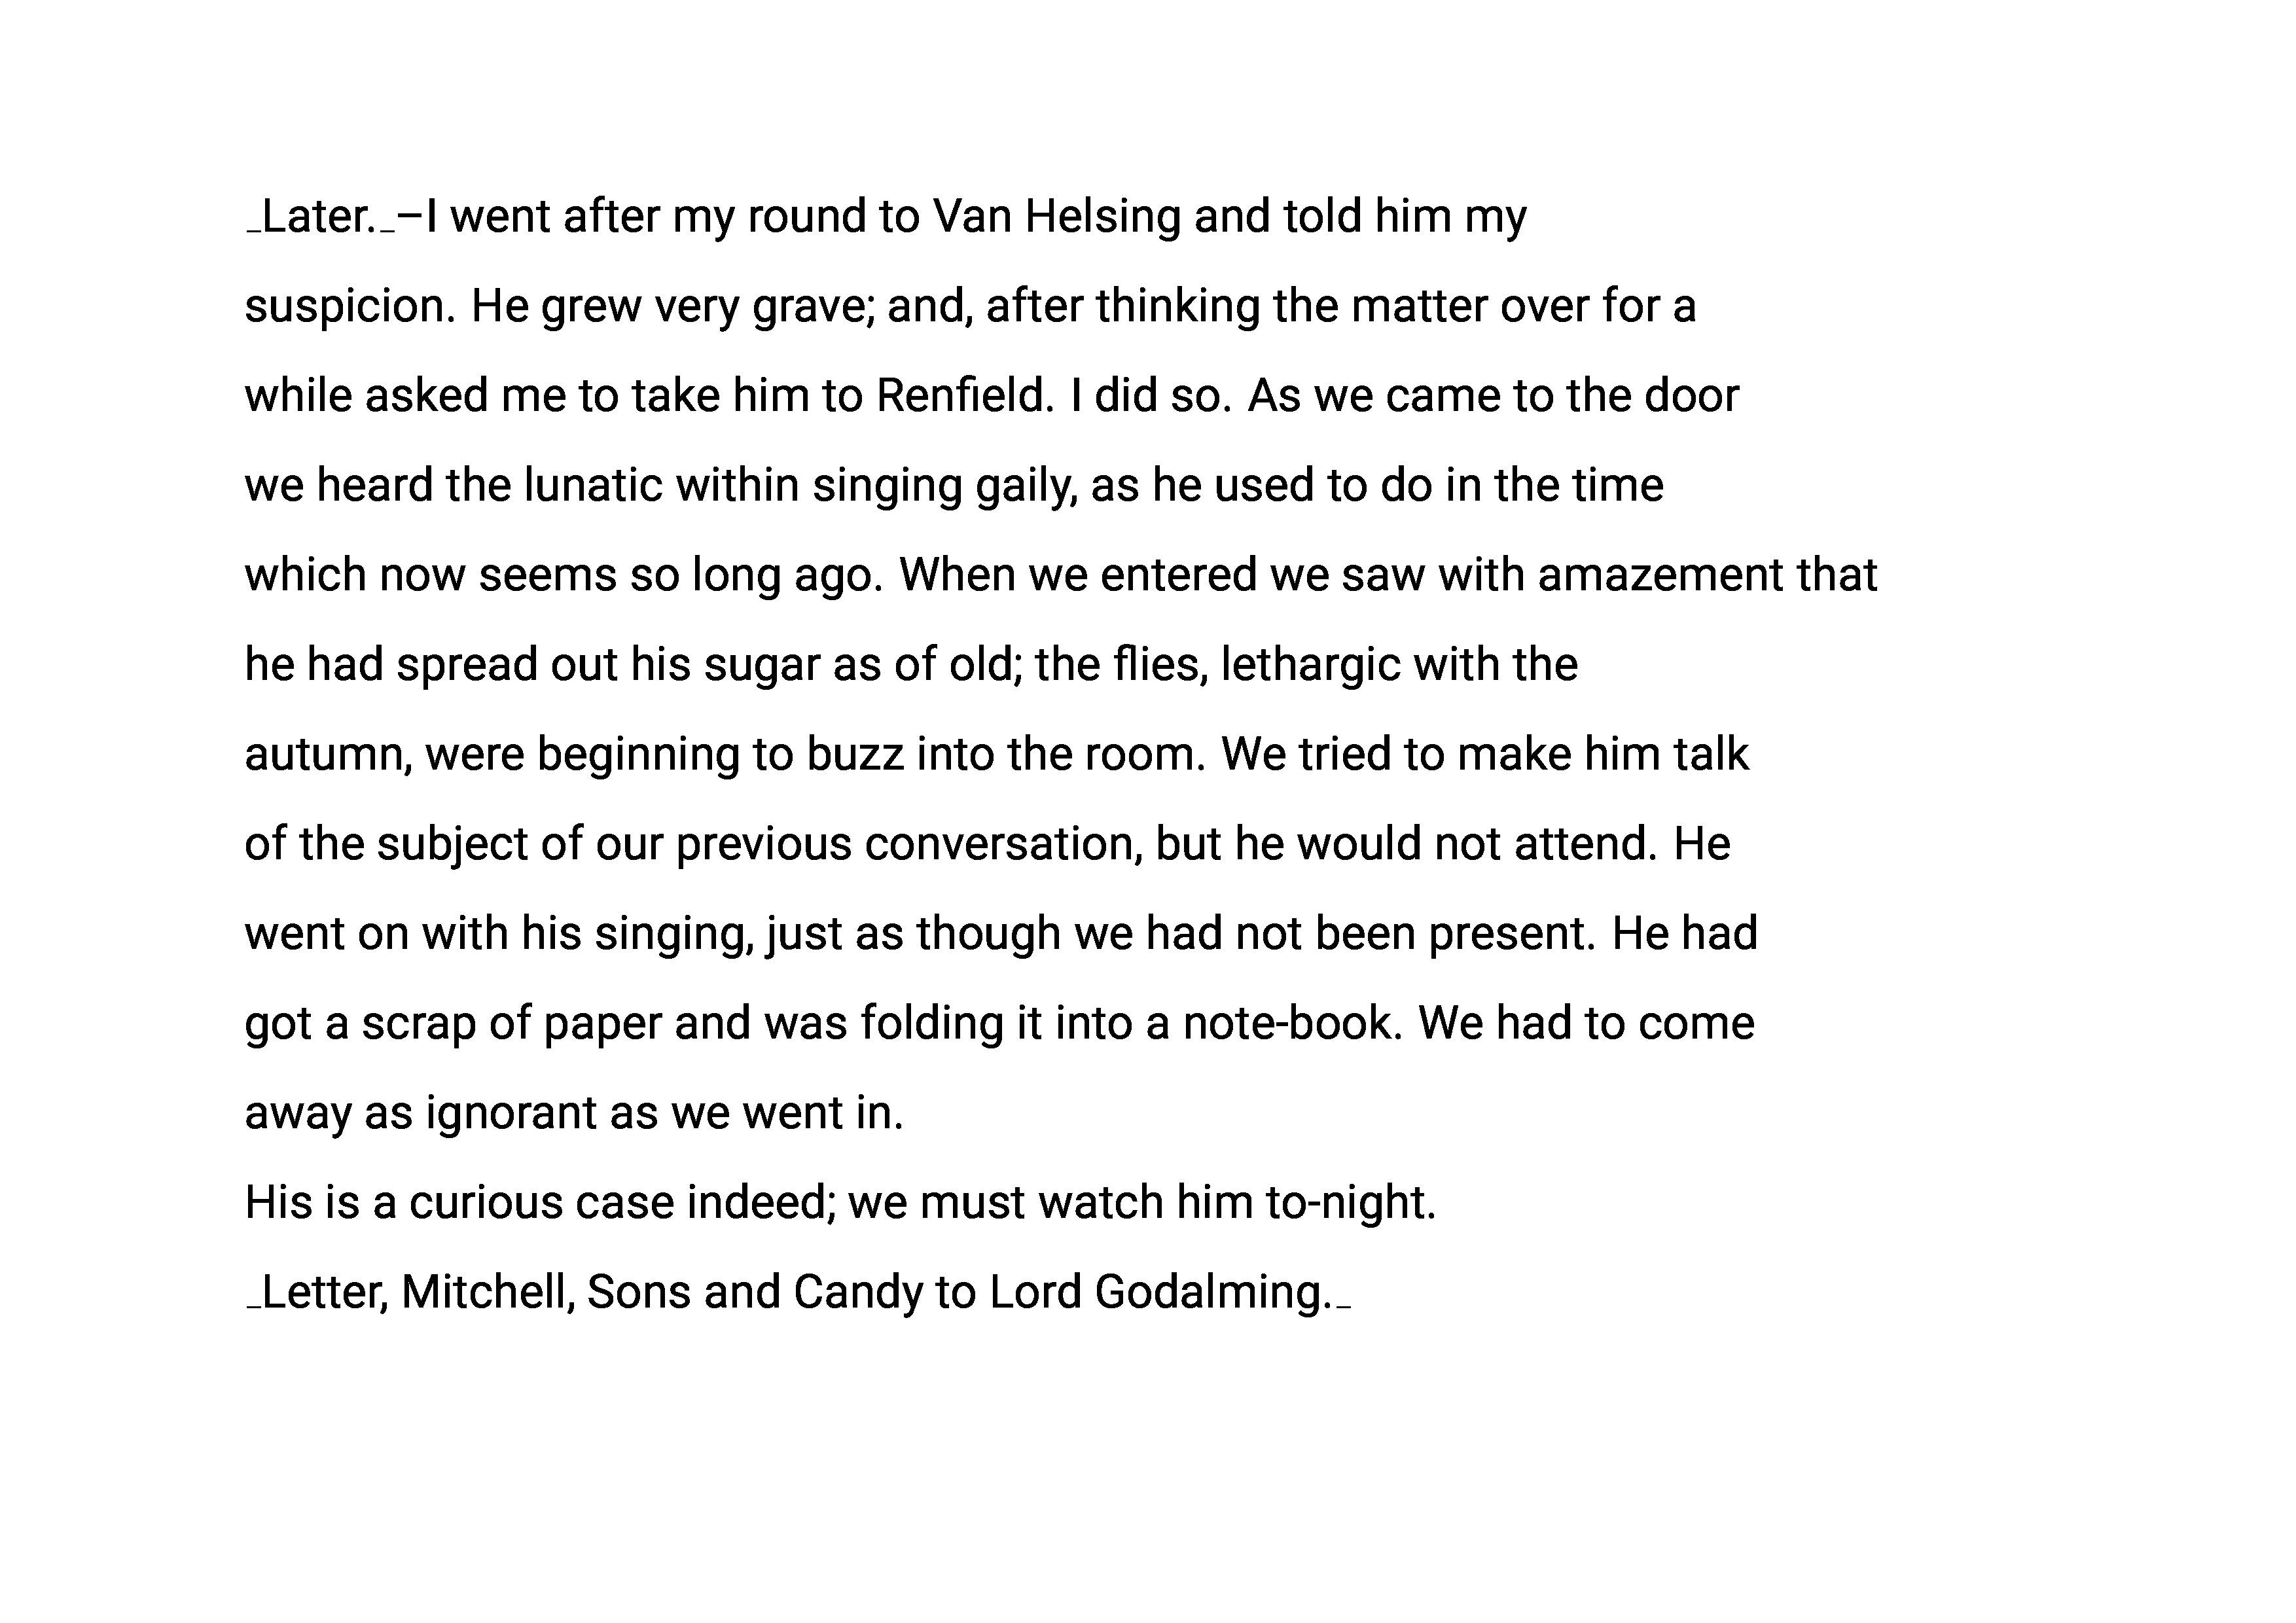 _Later._–I went after my round to Van Helsing and told him my
suspicion. He grew very grave; and, after thinking the matter over for a
while asked me to take him to Renfield. I did so. As we came to the door
we heard the lunatic within singing gaily, as he used to do in the time
which now seems so long ago. When we entered we saw with amazement that
he had spread out his sugar as of old; the flies, lethargic with the
autumn, were beginning to buzz into the room. We tried to make him talk
of the subject of our previous conversation, but he would not attend. He
went on with his singing, just as though we had not been present. He had
got a scrap of paper and was folding it into a note-book. We had to come
away as ignorant as we went in.
His is a curious case indeed; we must watch him to-night.
_Letter, Mitchell, Sons and Candy to Lord Godalming._